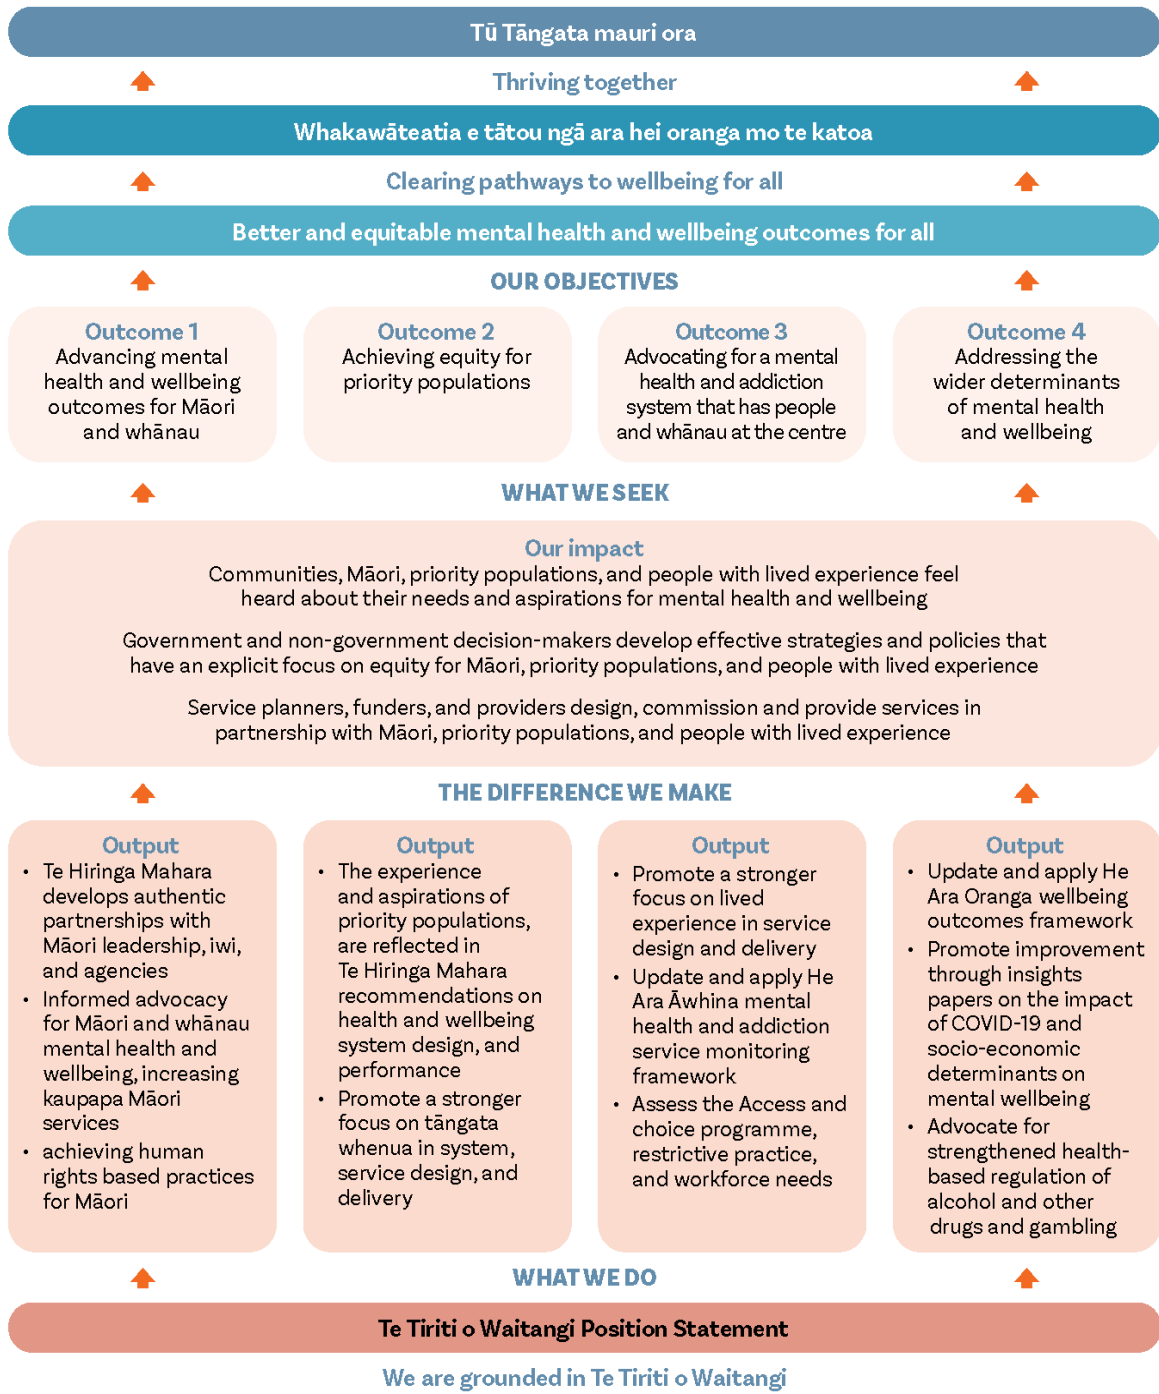 Tū Tāngata mauri ora
Thriving together
Whakawāteatia e tātou ngā ara hei oranga mo te katoa
Clearing pathways to wellbeing for all
Better and equitable mental health and wellbeing outcomes for all
OUR OBJECTIVES
Outcome 1
Advancing mental
health and wellbeing
outcomes for Māori
and whānau
Outcome 2
Achieving equity for
priority populations
Outcome 3
Advocating for a mental
health and addiction
system that has people
and whānau at the centre
Outcome 4
Addressing the
wider determinants
of mental health
and wellbeing
WHAT WE SEEK
Our impact
Communities, Māori, priority populations, and people with lived experience feel
heard about their needs and aspirations for mental health and wellbeing
Government and non-government decision-makers develop effective strategies and policies that
have an explicit focus on equity for Māori, priority populations, and people with lived experience
Service planners, funders, and providers design, commission and provide services in
partnership with Māori, priority populations, and people with lived experience
THE DIFFERENCE WE MAKE
Output
• Te Hiringa Mahara
develops authentic
partnerships with
Māori leadership, iwi,
and agencies
• Informed advocacy
for Māori and whānau
mental health and
wellbeing, increasing
kaupapa Māori
services
• achieving human
rights based practices
for Māori
Output
• The experience
and aspirations of
priority populations,
are reflected in
Te Hiringa Mahara
recommendations on
health and wellbeing
system design, and
performance
• Promote a stronger
focus on tāngata
whenua in system,
service design, and
delivery
Output
• Promote a stronger
focus on lived
experience in service
design and delivery
• Update and apply He
Ara Āwhina mental
health and addiction
service monitoring
framework
• Assess the Access and
choice programme,
restrictive practice,
and workforce needs
Output
• Update and apply He
Ara Oranga wellbeing
outcomes framework
• Promote improvement
through insights
papers on the impact
of COVID-19 and
socio-economic
determinants on
mental wellbeing
• Advocate for
strengthened health-
based regulation of
alcohol and other
drugs and gambling
WHAT WE DO
Te Tiriti o Waitangi Position Statement
We are grounded in Te Tiriti o Waitangi